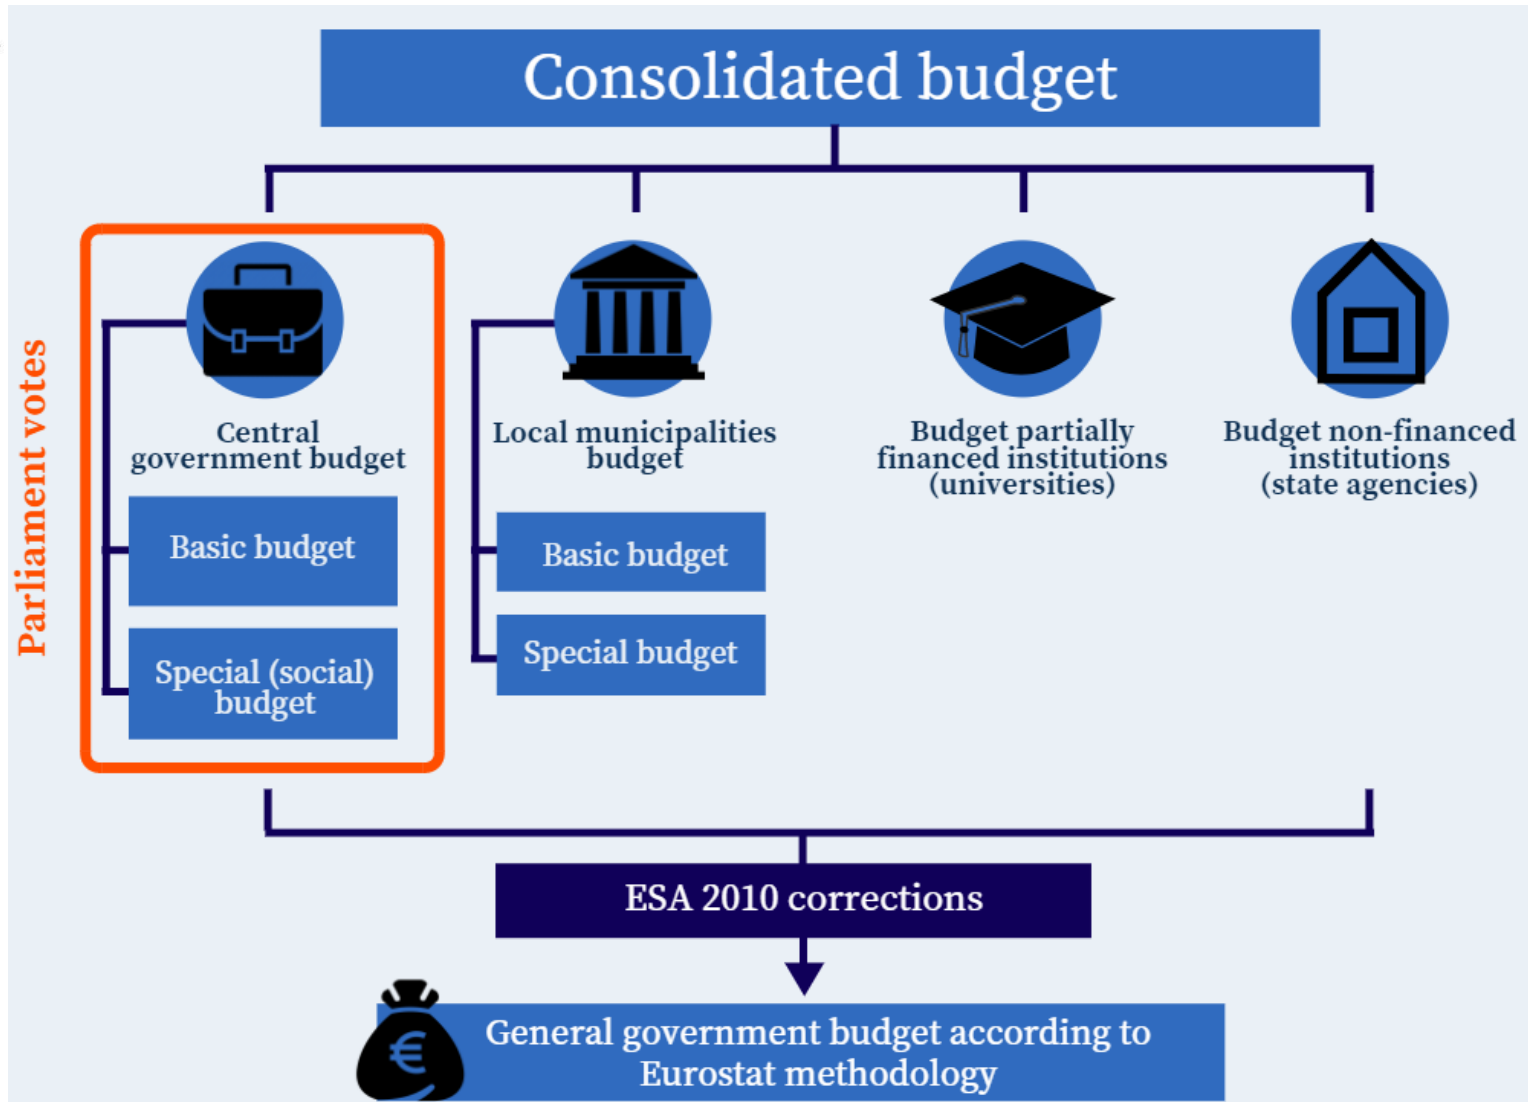 Consolidated budget
Parliament votes
Central
government budget
Basic budget
Special (social)
budget
Local municipalities
budget
Basic budget
Special budget
Budget partially
financed institutions
(universities)
Budget non-financed
institutions
(state agencies)
ESA 2010 corrections
€
General government budget according to
Eurostat methodology